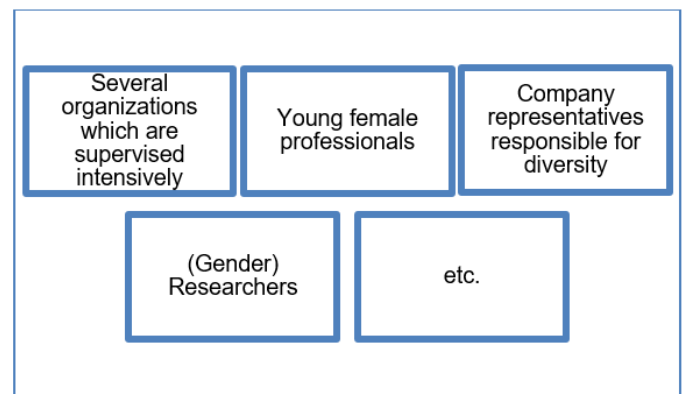 Several
organizations
which are
supervised
intensively
Young female
professionals
Company
representatives
responsible for
diversity
(Gender)
Researchers
etc.